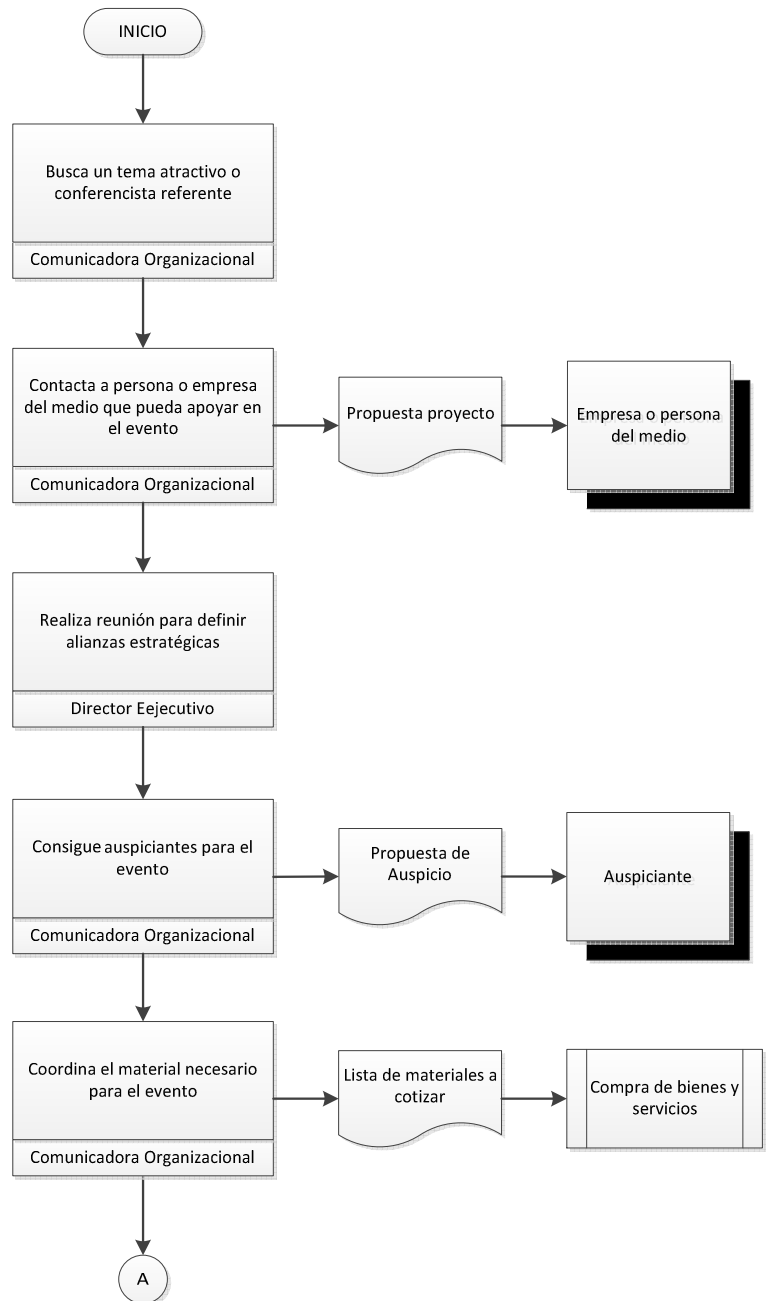 INICIO
Busca un tema atractivo o
conferencista referente
Comunicadora Organizacional
Contacta a persona o empresa
del medio que pueda apoyar en
el evento
Comunicadora Organizacional
Propuesta proyecto
Empresa o persona
del medio
Realiza reunión para definir
alianzas estratégicas
Director Eejecutivo
Consigue auspiciantes para el
evento
Comunicadora Organizacional
Propuesta de
Auspicio
Auspiciante
Coordina el material necesario
para el evento
Comunicadora Organizacional
Lista de materiales a
cotizar
Compra de bienes y
servicios
A